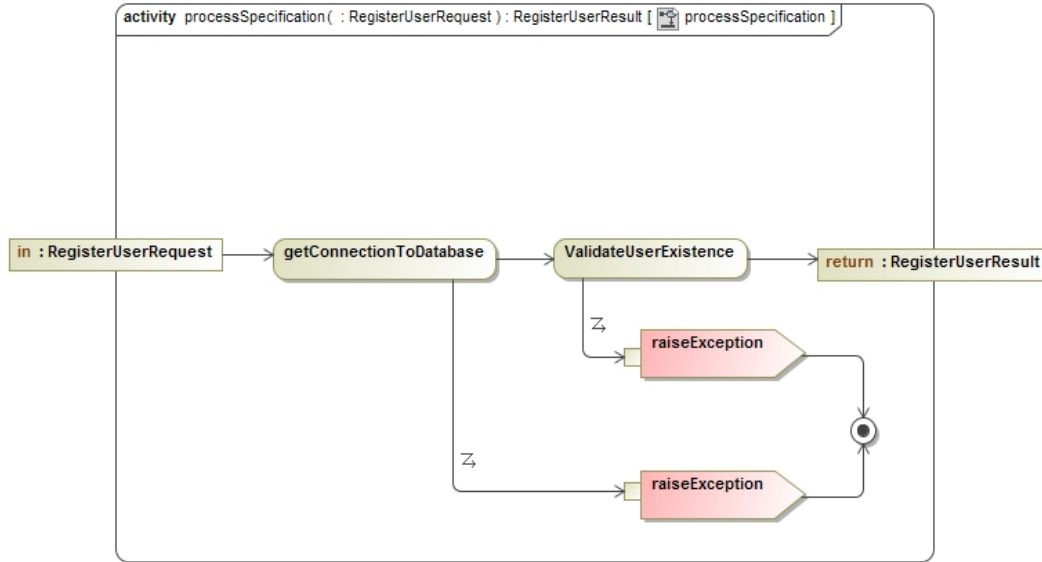 activity processSpecification( : RegisterUserRequest ) : RegisterUserResult [ processSpecification ]
in : RegisterUserRequest
getConnectionToDatabase
ValidateUserExistence
return : RegisterUserResult
raiseException
raiseException